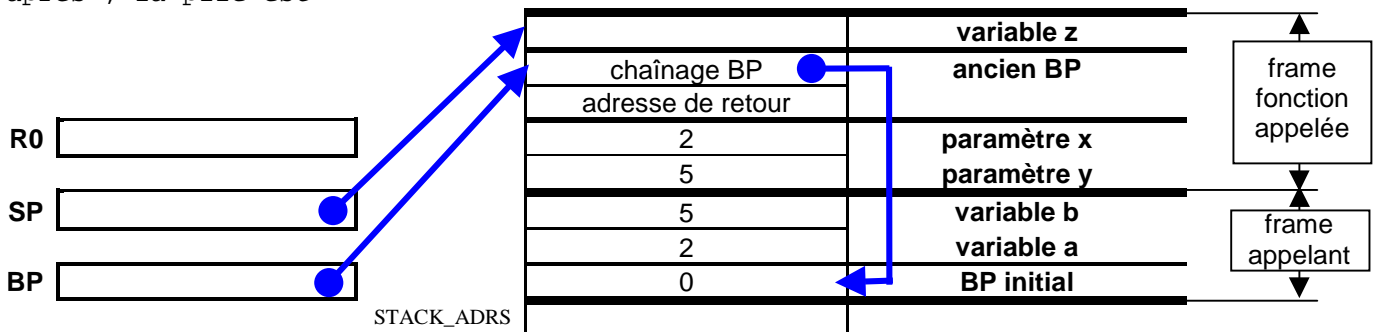 après , la pile est
variable z
chaînage BP ancien BP
adresse de retour
R0 2 paramètre x
5 paramètre y
SP 5 variable b
2 variable a
BP 0 BP initial
STACK_ADRS
frame
fonction
appelée
frame
appelant